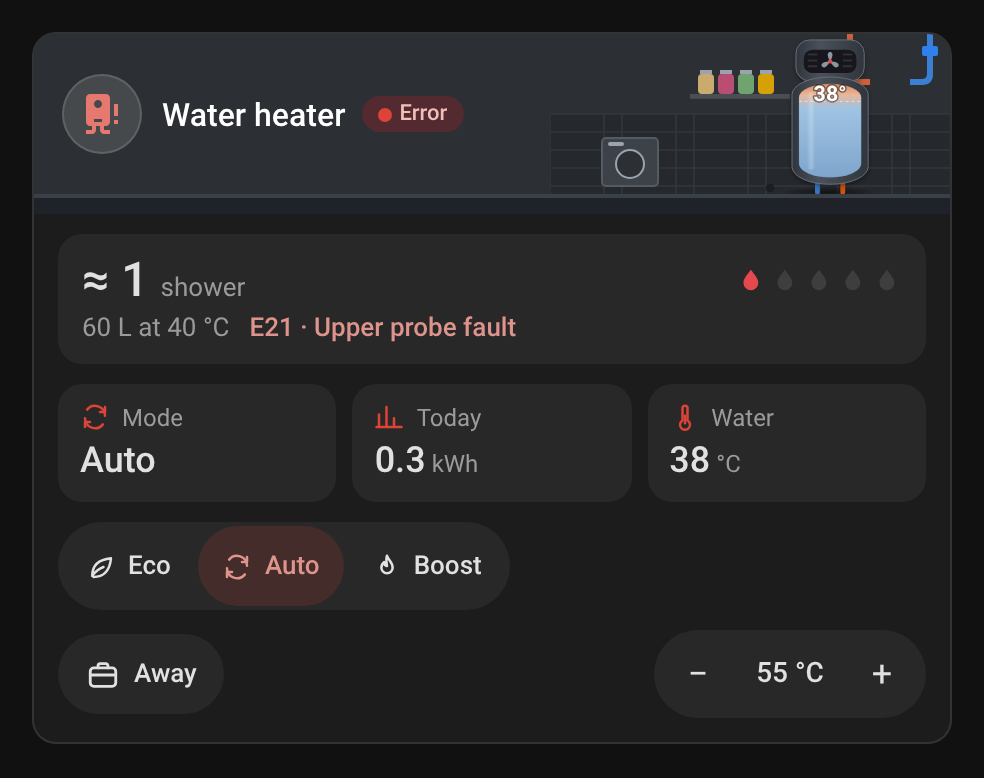 Water heater
Error
38°
≈ 1 shower
60 L at 40 °C E21 · Upper probe fault
Mode
Auto
Today
0.3 kWh
Water
38 °C
Eco
Auto
Boost
Away
− 55 °C +